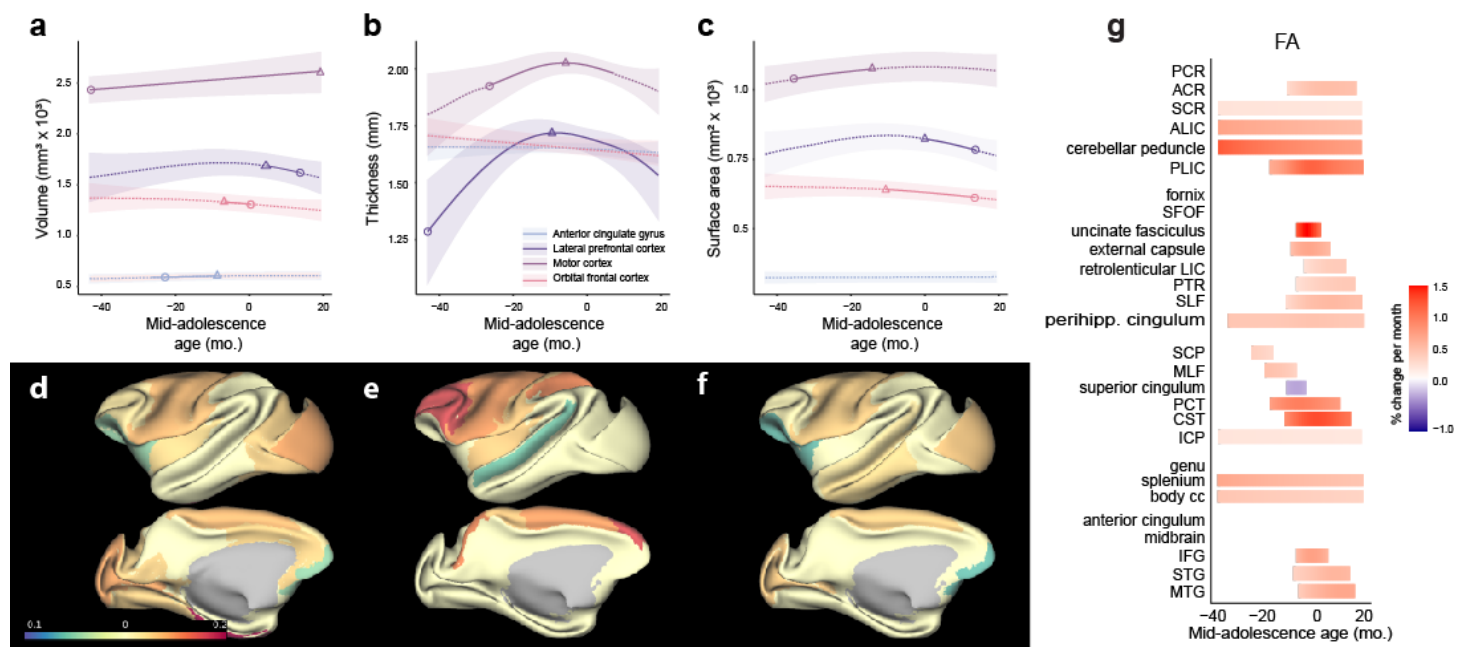 a
b
c
g
FA
Volume (mm³ x 10³)
2.5
2.0
1.5
1.0
0.5
−40
−20
0
20
Mid-adolescence
age (mo.)
Thickness (mm)
2.00
1.75
1.50
1.25
Anterior cingulate gyrus
Lateral prefrontal cortex
Motor cortex
Orbital frontal cortex
−40
−20
0
20
Mid-adolescence
age (mo.)
Surface area (mm² x 10³)
1.0
0.75
0.5
−40
−20
0
20
Mid-adolescence
age (mo.)
d
e
f
0.1
0
0.2
PCR
ACR
SCR
ALIC
cerebellar peduncle
PLIC
fornix
SFOF
uncinate fasciculus
external capsule
retrolenticular LIC
PTR
SLF
perihipp. cingulum
SCP
MLF
superior cingulum
PCT
CST
ICP
genu
splenium
body cc
anterior cingulum
midbrain
IFG
STG
MTG
−40
−20
0
20
Mid-adolescence age (mo.)
% change per month
1.5
1.0
0.5
0.0
−1.0